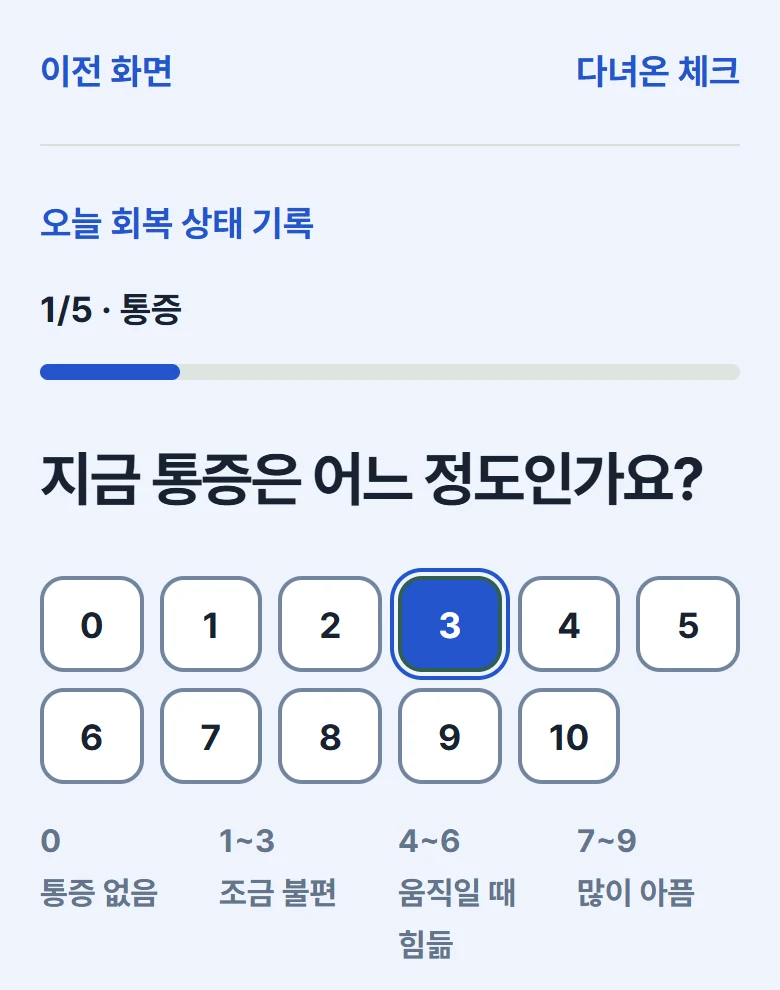 이전 화면
다녀온 체크
오늘 회복 상태 기록
1/5 · 통증
지금 통증은 어느 정도인가요?
0 1 2 3 4 5
6 7 8 9 10
0
통증 없음
1~3
조금 불편
4~6
움직일 때
힘듦
7~9
많이 아픔